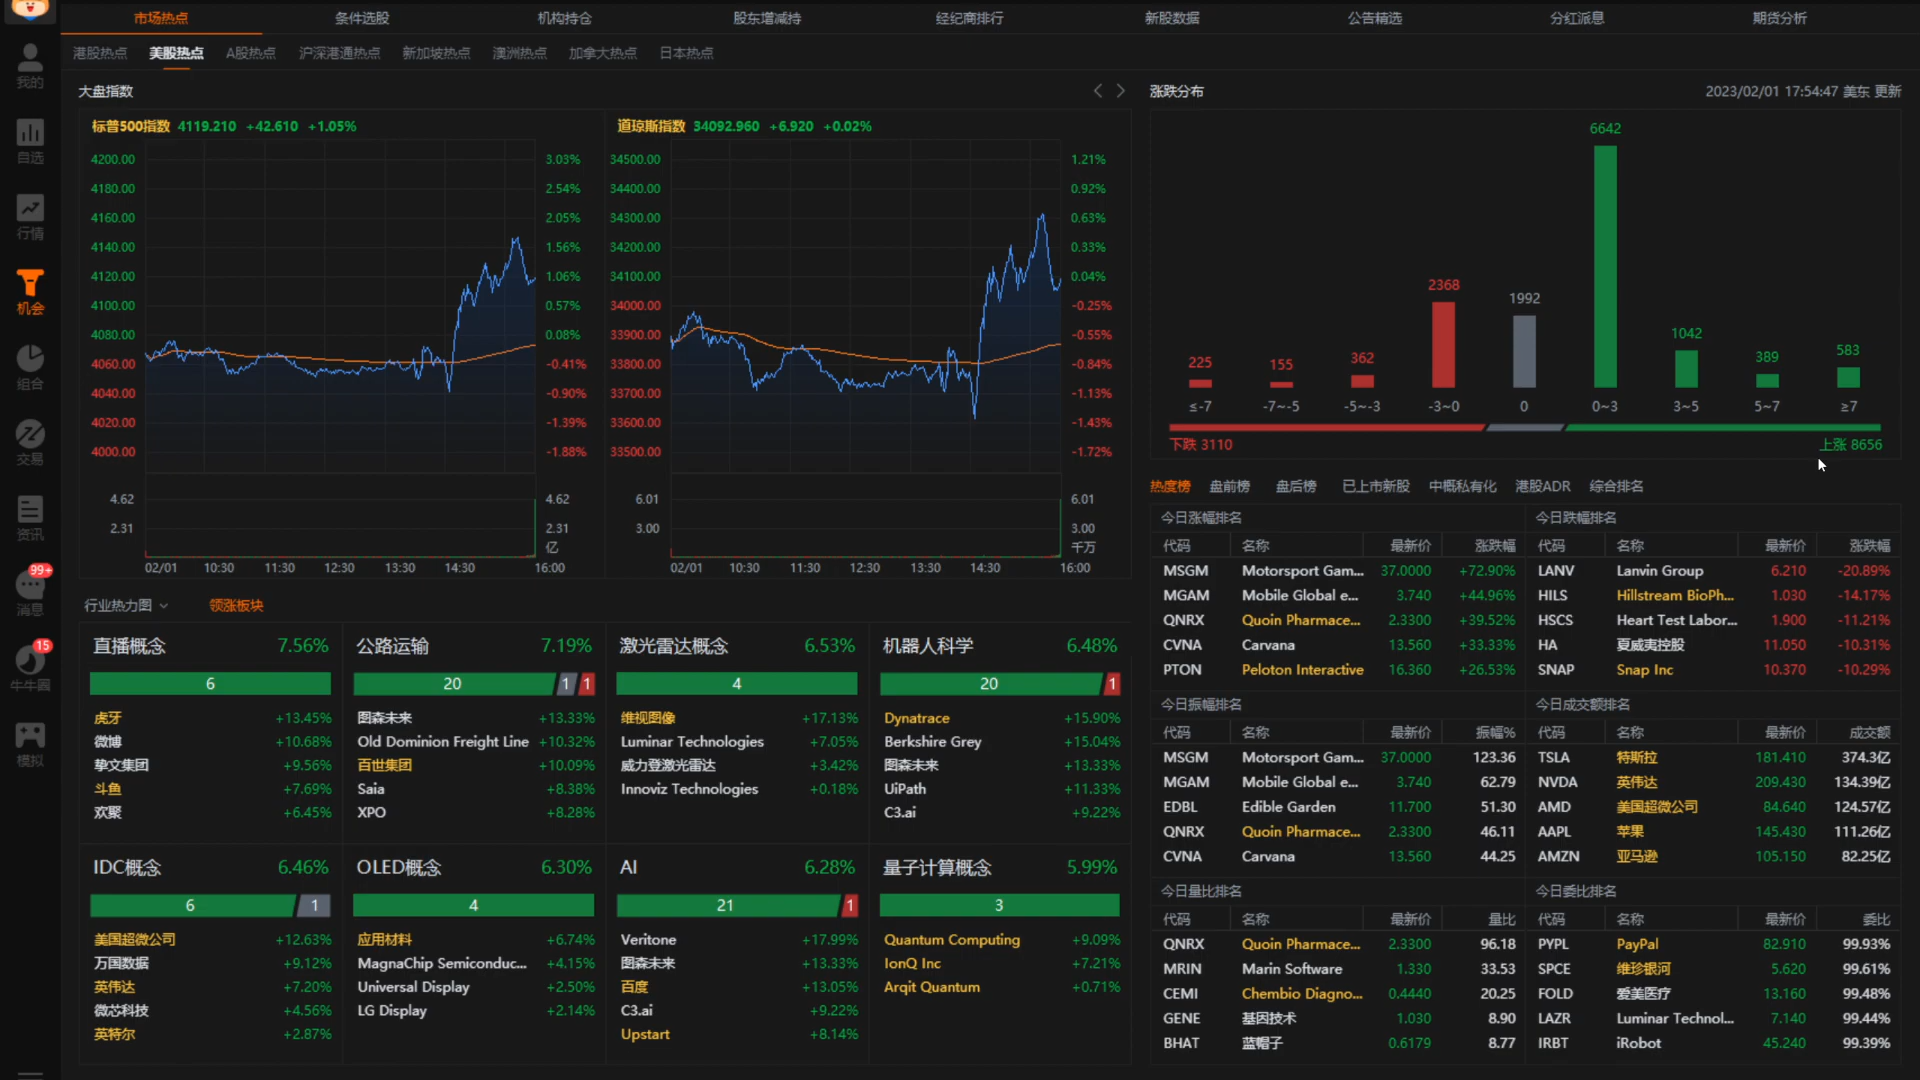 市场热点 条件选股 机构持仓 股东增减持 经纪商排行 新股数据 公告精选 分红派息 期货分析
港股热点 美股热点 A股热点 沪深港通热点 新加坡热点 澳洲热点 加拿大热点 日本热点
我的
自选
行情
机会
组合
交易
资讯
99+
消息
15
牛牛圈
模拟
大盘指数
标普500指数 4119.210 +42.610 +1.05%
4200.00 3.03%
4180.00 2.54%
4160.00 2.05%
4140.00 1.56%
4120.00 1.06%
4100.00 0.57%
4080.00 0.08%
4060.00 -0.41%
4040.00 -0.90%
4020.00 -1.39%
4000.00 -1.88%
4.62 4.62
2.31 2.31
亿
02/01 10:30 11:30 12:30 13:30 14:30 16:00
道琼斯指数 34092.960 +6.920 +0.02%
34500.00 1.21%
34400.00 0.92%
34300.00 0.63%
34200.00 0.33%
34100.00 0.04%
34000.00 -0.25%
33900.00 -0.55%
33800.00 -0.84%
33700.00 -1.13%
33600.00 -1.43%
33500.00 -1.72%
6.01 6.01
3.00 3.00
千万
02/01 10:30 11:30 12:30 13:30 14:30 16:00
涨跌分布 2023/02/01 17:54:47 美东 更新
225 155 362 2368 1992 6642 1042 389 583
≤-7 -7~-5 -5~-3 -3~0 0 0~3 3~5 5~7 ≥7
下跌 3110 上涨 8656
行业热力图 领涨板块
直播概念 7.56%
6
虎牙 +13.45%
微博 +10.68%
挚文集团 +9.56%
斗鱼 +7.69%
欢聚 +6.45%
公路运输 7.19%
20 1 1
图森未来 +13.33%
Old Dominion Freight Line +10.32%
百世集团 +10.09%
Saia +8.38%
XPO +8.28%
激光雷达概念 6.53%
4
维视图像 +17.13%
Luminar Technologies +7.05%
威力登激光雷达 +3.42%
Innoviz Technologies +0.18%
机器人科学 6.48%
20 1
Dynatrace +15.90%
Berkshire Grey +15.04%
图森未来 +13.33%
UiPath +11.33%
C3.ai +9.22%
IDC概念 6.46%
6 1
美国超微公司 +12.63%
万国数据 +9.12%
英伟达 +7.20%
微芯科技 +4.56%
英特尔 +2.87%
OLED概念 6.30%
4
应用材料 +6.74%
MagnaChip Semiconduc... +4.15%
Universal Display +2.50%
LG Display +2.14%
AI 6.28%
21 1
Veritone +17.99%
图森未来 +13.33%
百度 +13.05%
C3.ai +9.22%
Upstart +8.14%
量子计算概念 5.99%
3
Quantum Computing +9.09%
IonQ Inc +7.21%
Arqit Quantum +0.71%
热度榜 盘前榜 盘后榜 已上市新股 中概私有化 港股ADR 综合排名
今日涨幅排名
代码 名称 最新价 涨跌幅
MSGM Motorsport Gam... 37.0000 +72.90%
MGAM Mobile Global e... 3.740 +44.96%
QNRX Quoin Pharmace... 2.3300 +39.52%
CVNA Carvana 13.560 +33.33%
PTON Peloton Interactive 16.360 +26.53%
今日跌幅排名
代码 名称 最新价 涨跌幅
LANV Lanvin Group 6.210 -20.89%
HILS Hillstream BioPh... 1.030 -14.17%
HSCS Heart Test Labor... 1.900 -11.21%
HA 夏威夷控股 11.050 -10.31%
SNAP Snap Inc 10.370 -10.29%
今日振幅排名
代码 名称 最新价 振幅%
MSGM Motorsport Gam... 37.0000 123.36
MGAM Mobile Global e... 3.740 62.79
EDBL Edible Garden 11.700 51.30
QNRX Quoin Pharmace... 2.3300 46.11
CVNA Carvana 13.560 44.25
今日成交额排名
代码 名称 最新价 成交额
TSLA 特斯拉 181.410 374.3亿
NVDA 英伟达 209.430 134.39亿
AMD 美国超微公司 84.640 124.57亿
AAPL 苹果 145.430 111.26亿
AMZN 亚马逊 105.150 82.25亿
今日量比排名
代码 名称 最新价 量比
QNRX Quoin Pharmace... 2.3300 96.18
MRIN Marin Software 1.330 33.53
CEMI Chembio Diagno... 0.4440 20.25
GENE 基因技术 1.030 8.90
BHAT 蓝帽子 0.6179 8.77
今日委比排名
代码 名称 最新价 委比
PYPL PayPal 82.910 99.93%
SPCE 维珍银河 5.620 99.61%
FOLD 爱美医疗 13.160 99.48%
LAZR Luminar Technol... 7.140 99.44%
IRBT iRobot 45.240 99.39%